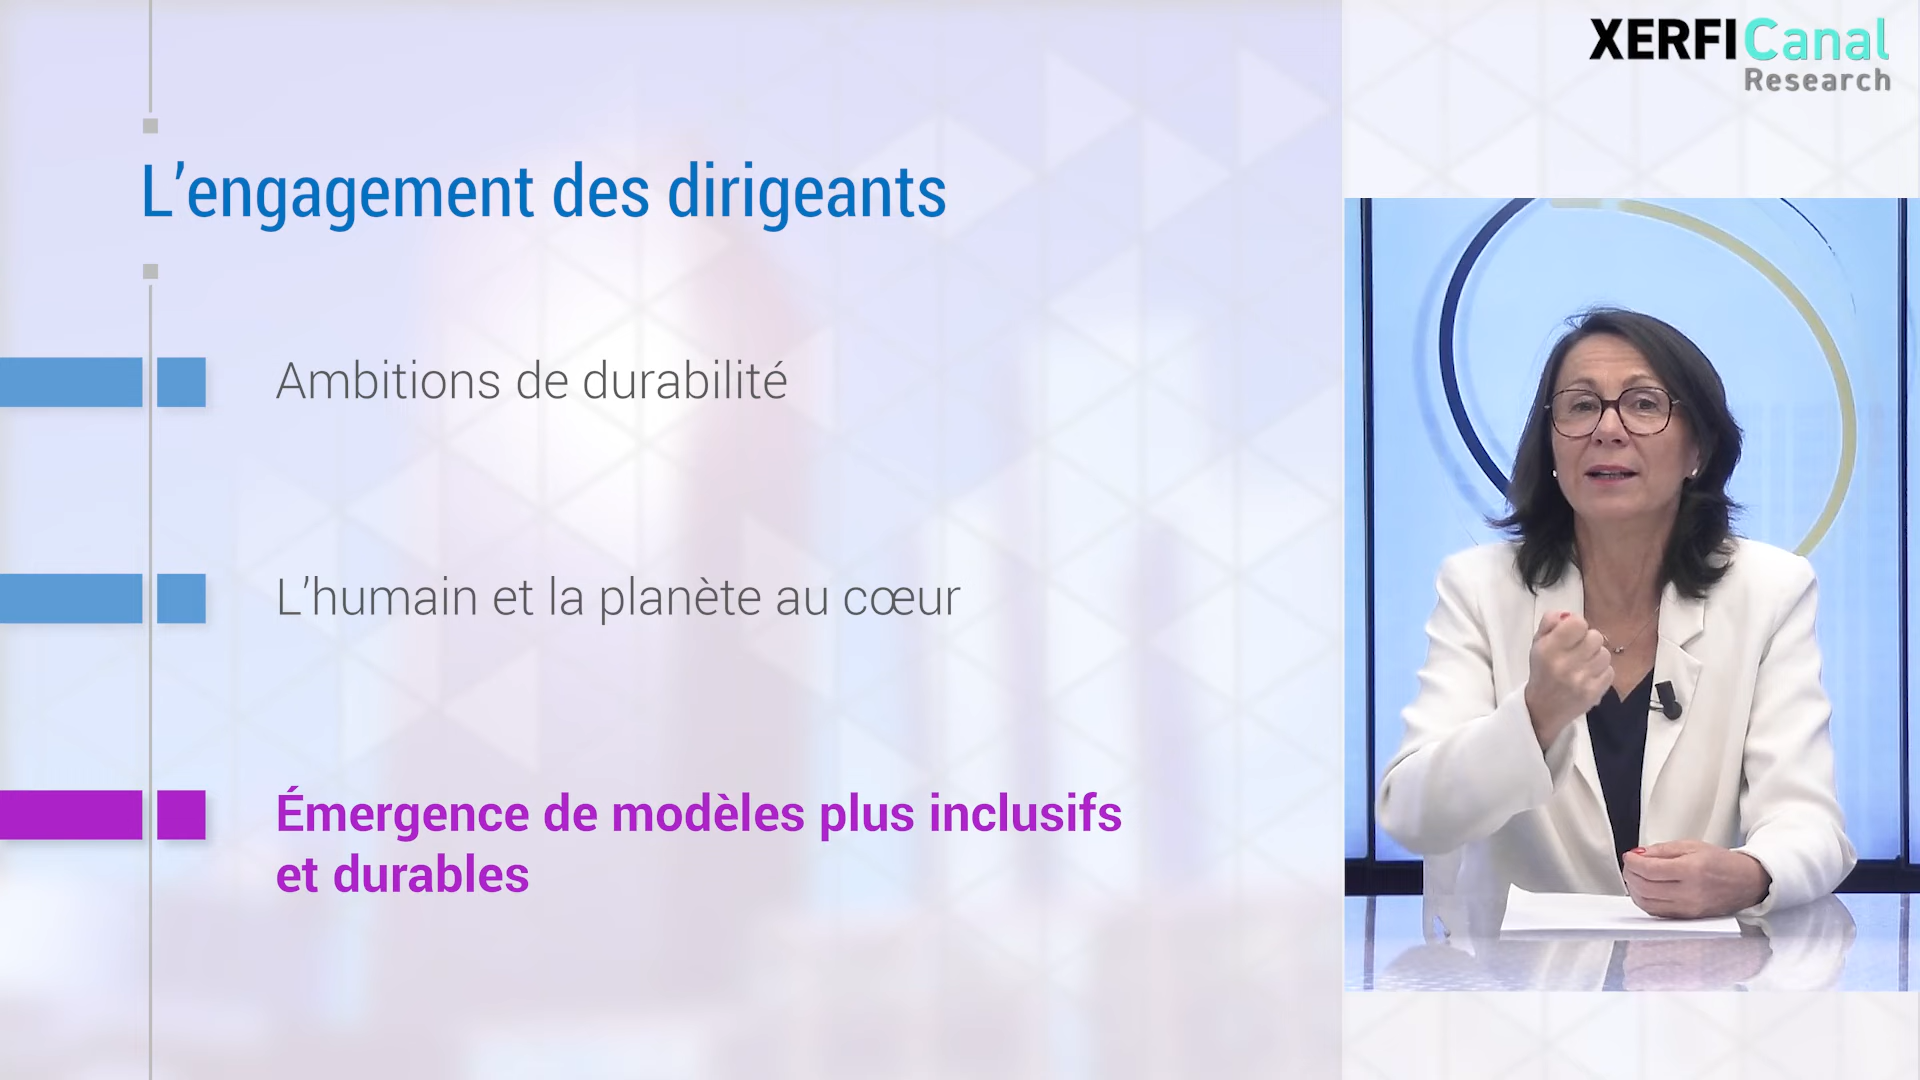 XERFI Canal
Research
L’engagement des dirigeants
Ambitions de durabilité
L’humain et la planète au cœur
Émergence de modèles plus inclusifs
et durables